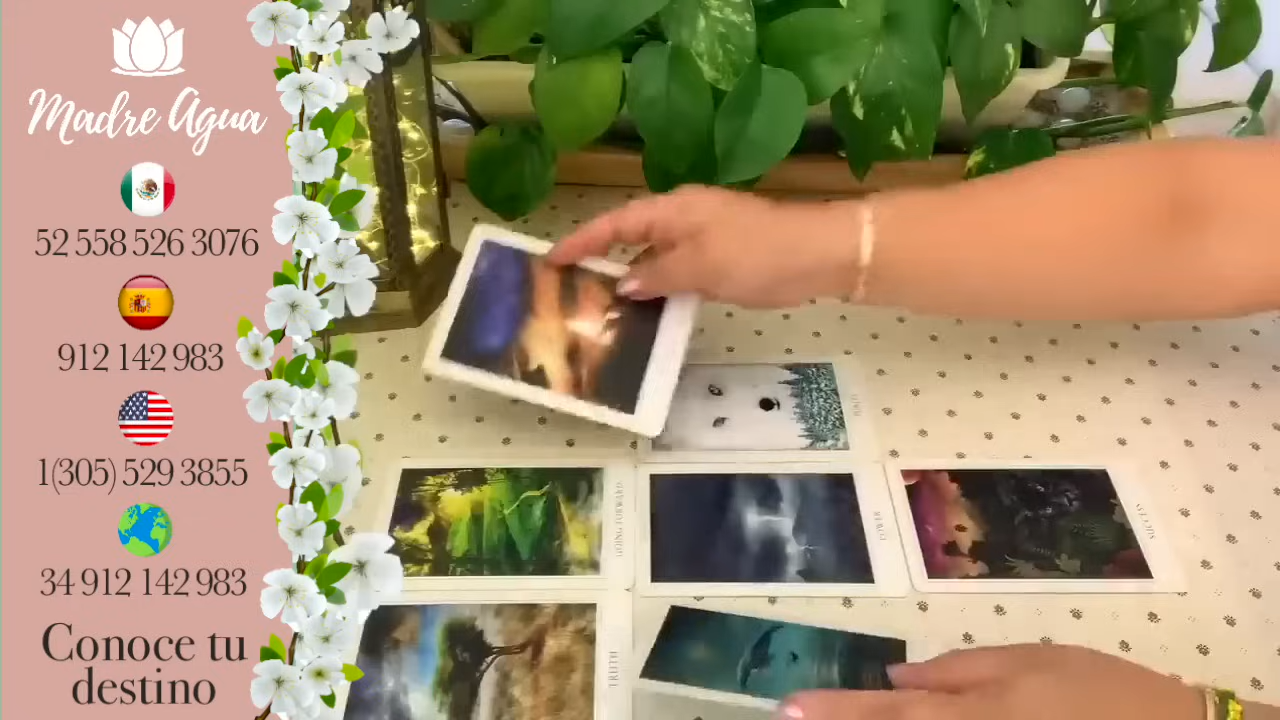 Madre Agua
52 558 526 3076
912 142 983
1(305) 529 3855
34 912 142 983
Conoce tu
destino
GOING FORWARD
POWER
SUCCESS
TRUTH